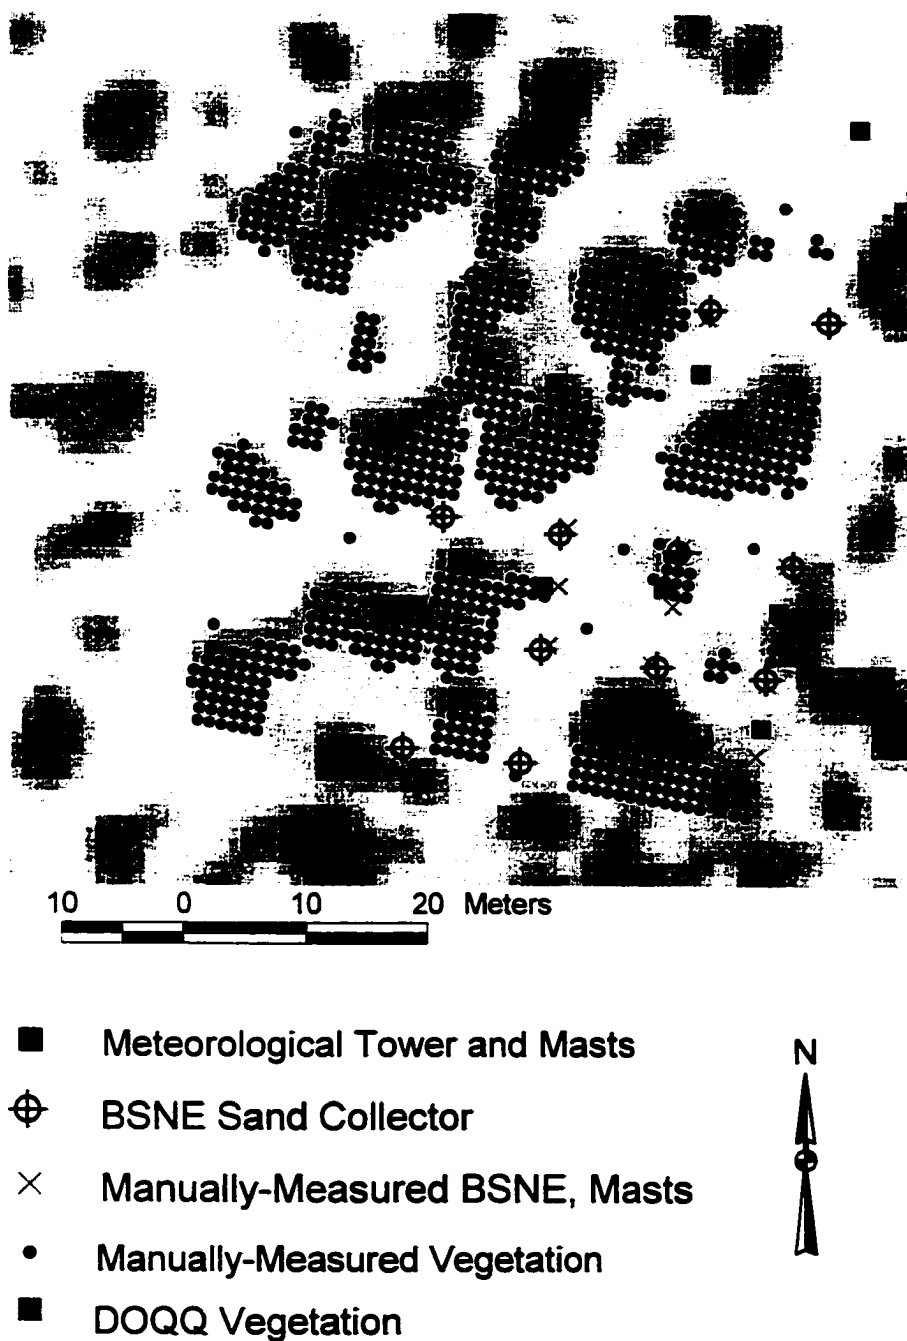 10 0 10 20 Meters
Meteorological Tower and Masts
N
BSNE Sand Collector
Manually-Measured BSNE, Masts
Manually-Measured Vegetation
DOQQ Vegetation